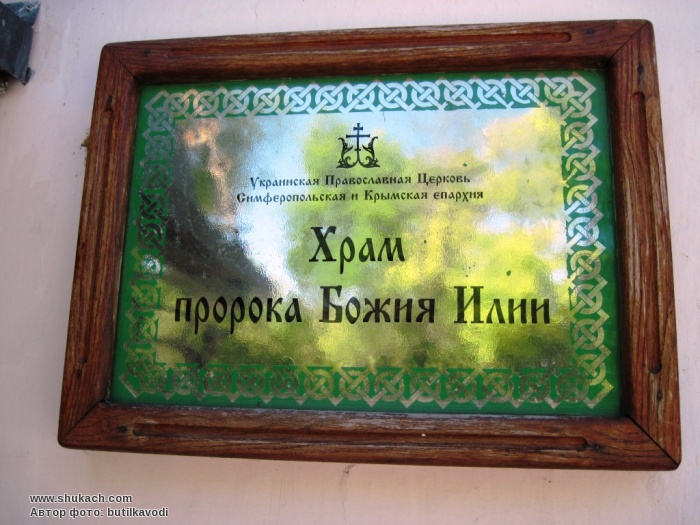 Украинская Православная Церковь
Симферопольская и Крымская епархия
Храм
пророка Божия Илии
www.shukach.com
Автор фото: butilkavodi